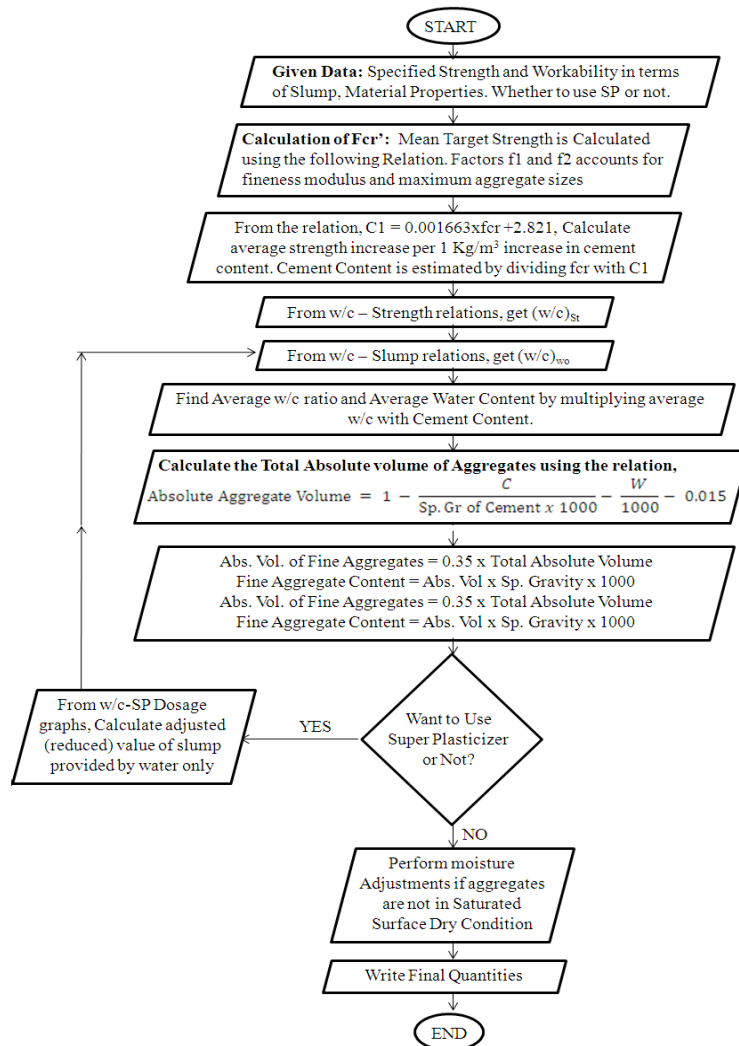 START
Given Data: Specified Strength and Workability in terms
of Slump, Material Properties. Whether to use SP or not.
Calculation of Fcr’: Mean Target Strength is Calculated
using the following Relation. Factors f1 and f2 accounts for
fineness modulus and maximum aggregate sizes
From the relation, C1 = 0.001663xfcr +2.821, Calculate
average strength increase per 1 Kg/m³ increase in cement
content. Cement Content is estimated by dividing fcr with C1
From w/c – Strength relations, get (w/c)St
From w/c – Slump relations, get (w/c)wo
Find Average w/c ratio and Average Water Content by multiplying average
w/c with Cement Content.
Calculate the Total Absolute volume of Aggregates using the relation,
Absolute Aggregate Volume = 1 − C / (Sp. Gr of Cement x 1000) − W / 1000 − 0.015
Abs. Vol. of Fine Aggregates = 0.35 x Total Absolute Volume
Fine Aggregate Content = Abs. Vol x Sp. Gravity x 1000
Abs. Vol. of Fine Aggregates = 0.35 x Total Absolute Volume
Fine Aggregate Content = Abs. Vol x Sp. Gravity x 1000
Want to Use
Super Plasticizer
or Not?
YES
From w/c-SP Dosage
graphs, Calculate adjusted
(reduced) value of slump
provided by water only
NO
Perform moisture
Adjustments if aggregates
are not in Saturated
Surface Dry Condition
Write Final Quantities
END